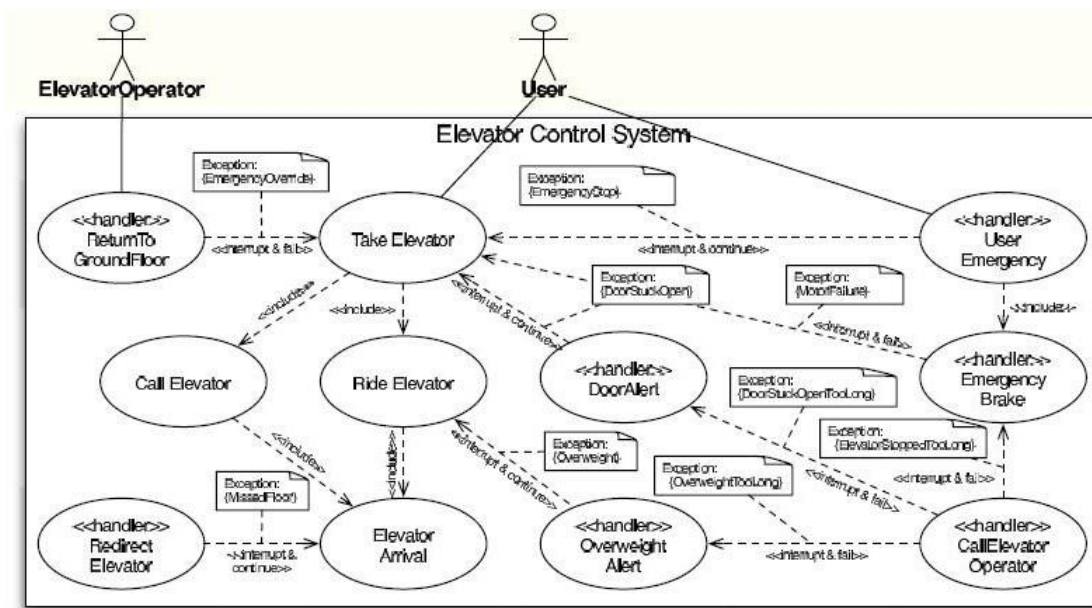 ElevatorOperator
User
Elevator Control System
Exception:
{EmergencyOverride}
Exception:
{EmergencyStop}
<<handler>>
ReturnTo
GroundFloor
<<interrupt & fail>>
Take Elevator
<<interrupt & continue>>
<<handler>>
User
Emergency
Exception:
{DoorStuckOpen}
Exception:
{MotorFailure}
<<include>>
<<include>>
<<interrupt & continue>>
<<interrupt & fail>>
<<include>>
Call Elevator
Ride Elevator
<<handler>>
DoorAlert
<<handler>>
Emergency
Brake
Exception:
{DoorStuckOpenTooLong}
Exception:
{ElevatorStoppedTooLong}
<<include>>
<<include>>
<<interrupt & continue>>
Exception:
{Overweight}
Exception:
{MissedFloor}
Exception:
{OverweightTooLong}
<<interrupt & fail>>
<<interrupt & fail>>
<<handler>>
Redirect
Elevator
<<interrupt &
continue>>
Elevator
Arrival
<<handler>>
Overweight
Alert
<<interrupt & fail>>
<<handler>>
CallElevator
Operator